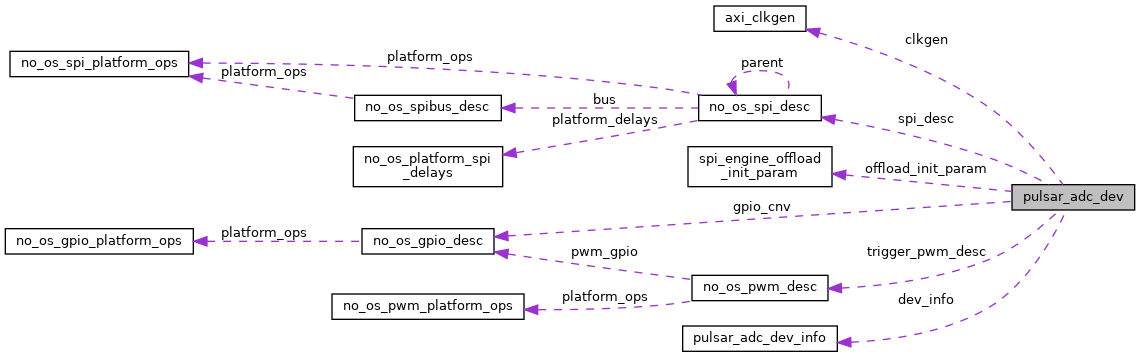 axi_clkgen
clkgen
platform_ops
no_os_spi_platform_ops
platform_ops
parent
no_os_spibus_desc
bus
no_os_spi_desc
platform_delays
spi_desc
no_os_platform_spi
_delays
spi_engine_offload
_init_param
offload_init_param
pulsar_adc_dev
gpio_cnv
no_os_gpio_platform_ops
platform_ops
no_os_gpio_desc
pwm_gpio
trigger_pwm_desc
no_os_pwm_desc
platform_ops
no_os_pwm_platform_ops
dev_info
pulsar_adc_dev_info